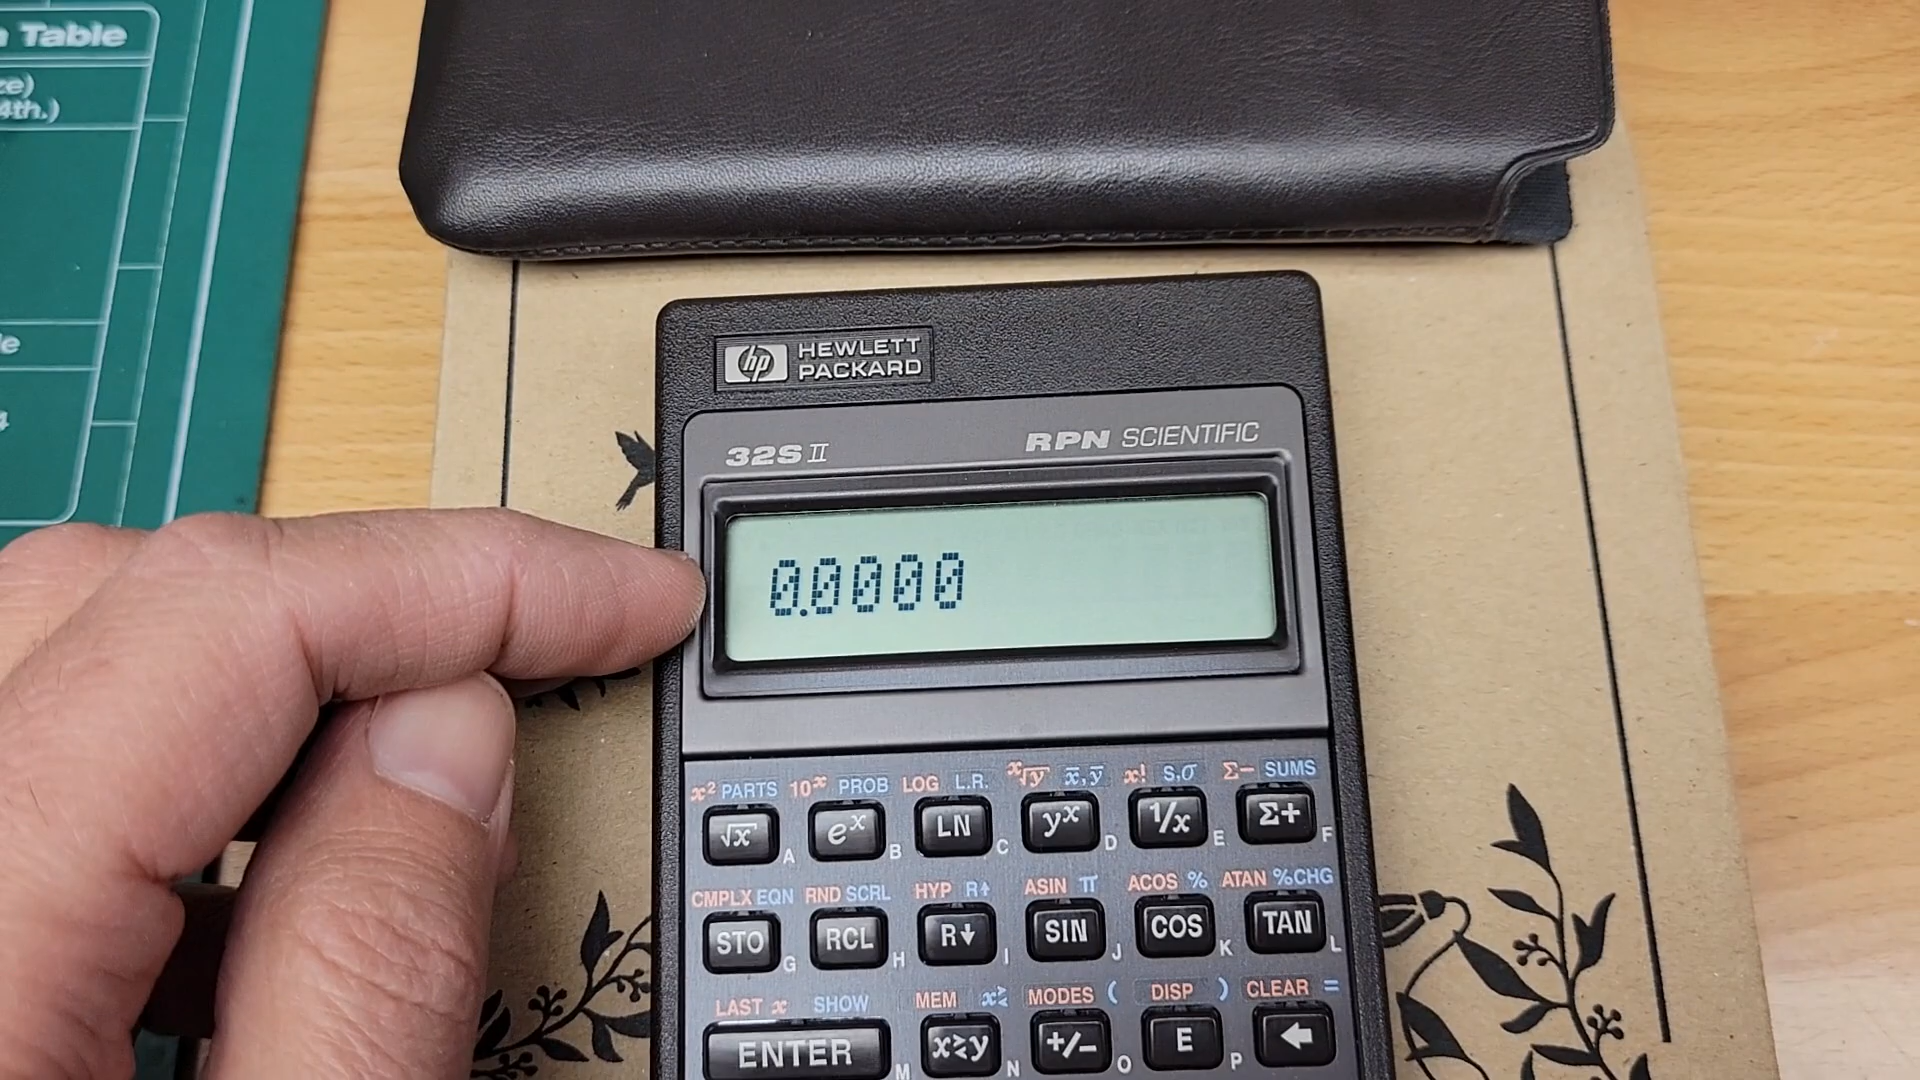 Table
4th.)
hp HEWLETT
PACKARD
32S II RPN SCIENTIFIC
0.0000
x² PARTS 10ˣ PROB LOG L.R. ˣ√y x̄,ȳ x! S,σ Σ− SUMS
√x A eˣ B LN C yˣ D 1/x E Σ+ F
CMPLX EQN RND SCRL HYP R↑ ASIN π ACOS % ATAN %CHG
STO G RCL H R↓ I SIN J COS K TAN L
LAST x SHOW MEM x≷ MODES ( DISP ) CLEAR =
ENTER M x≷y N +/− O E P ←